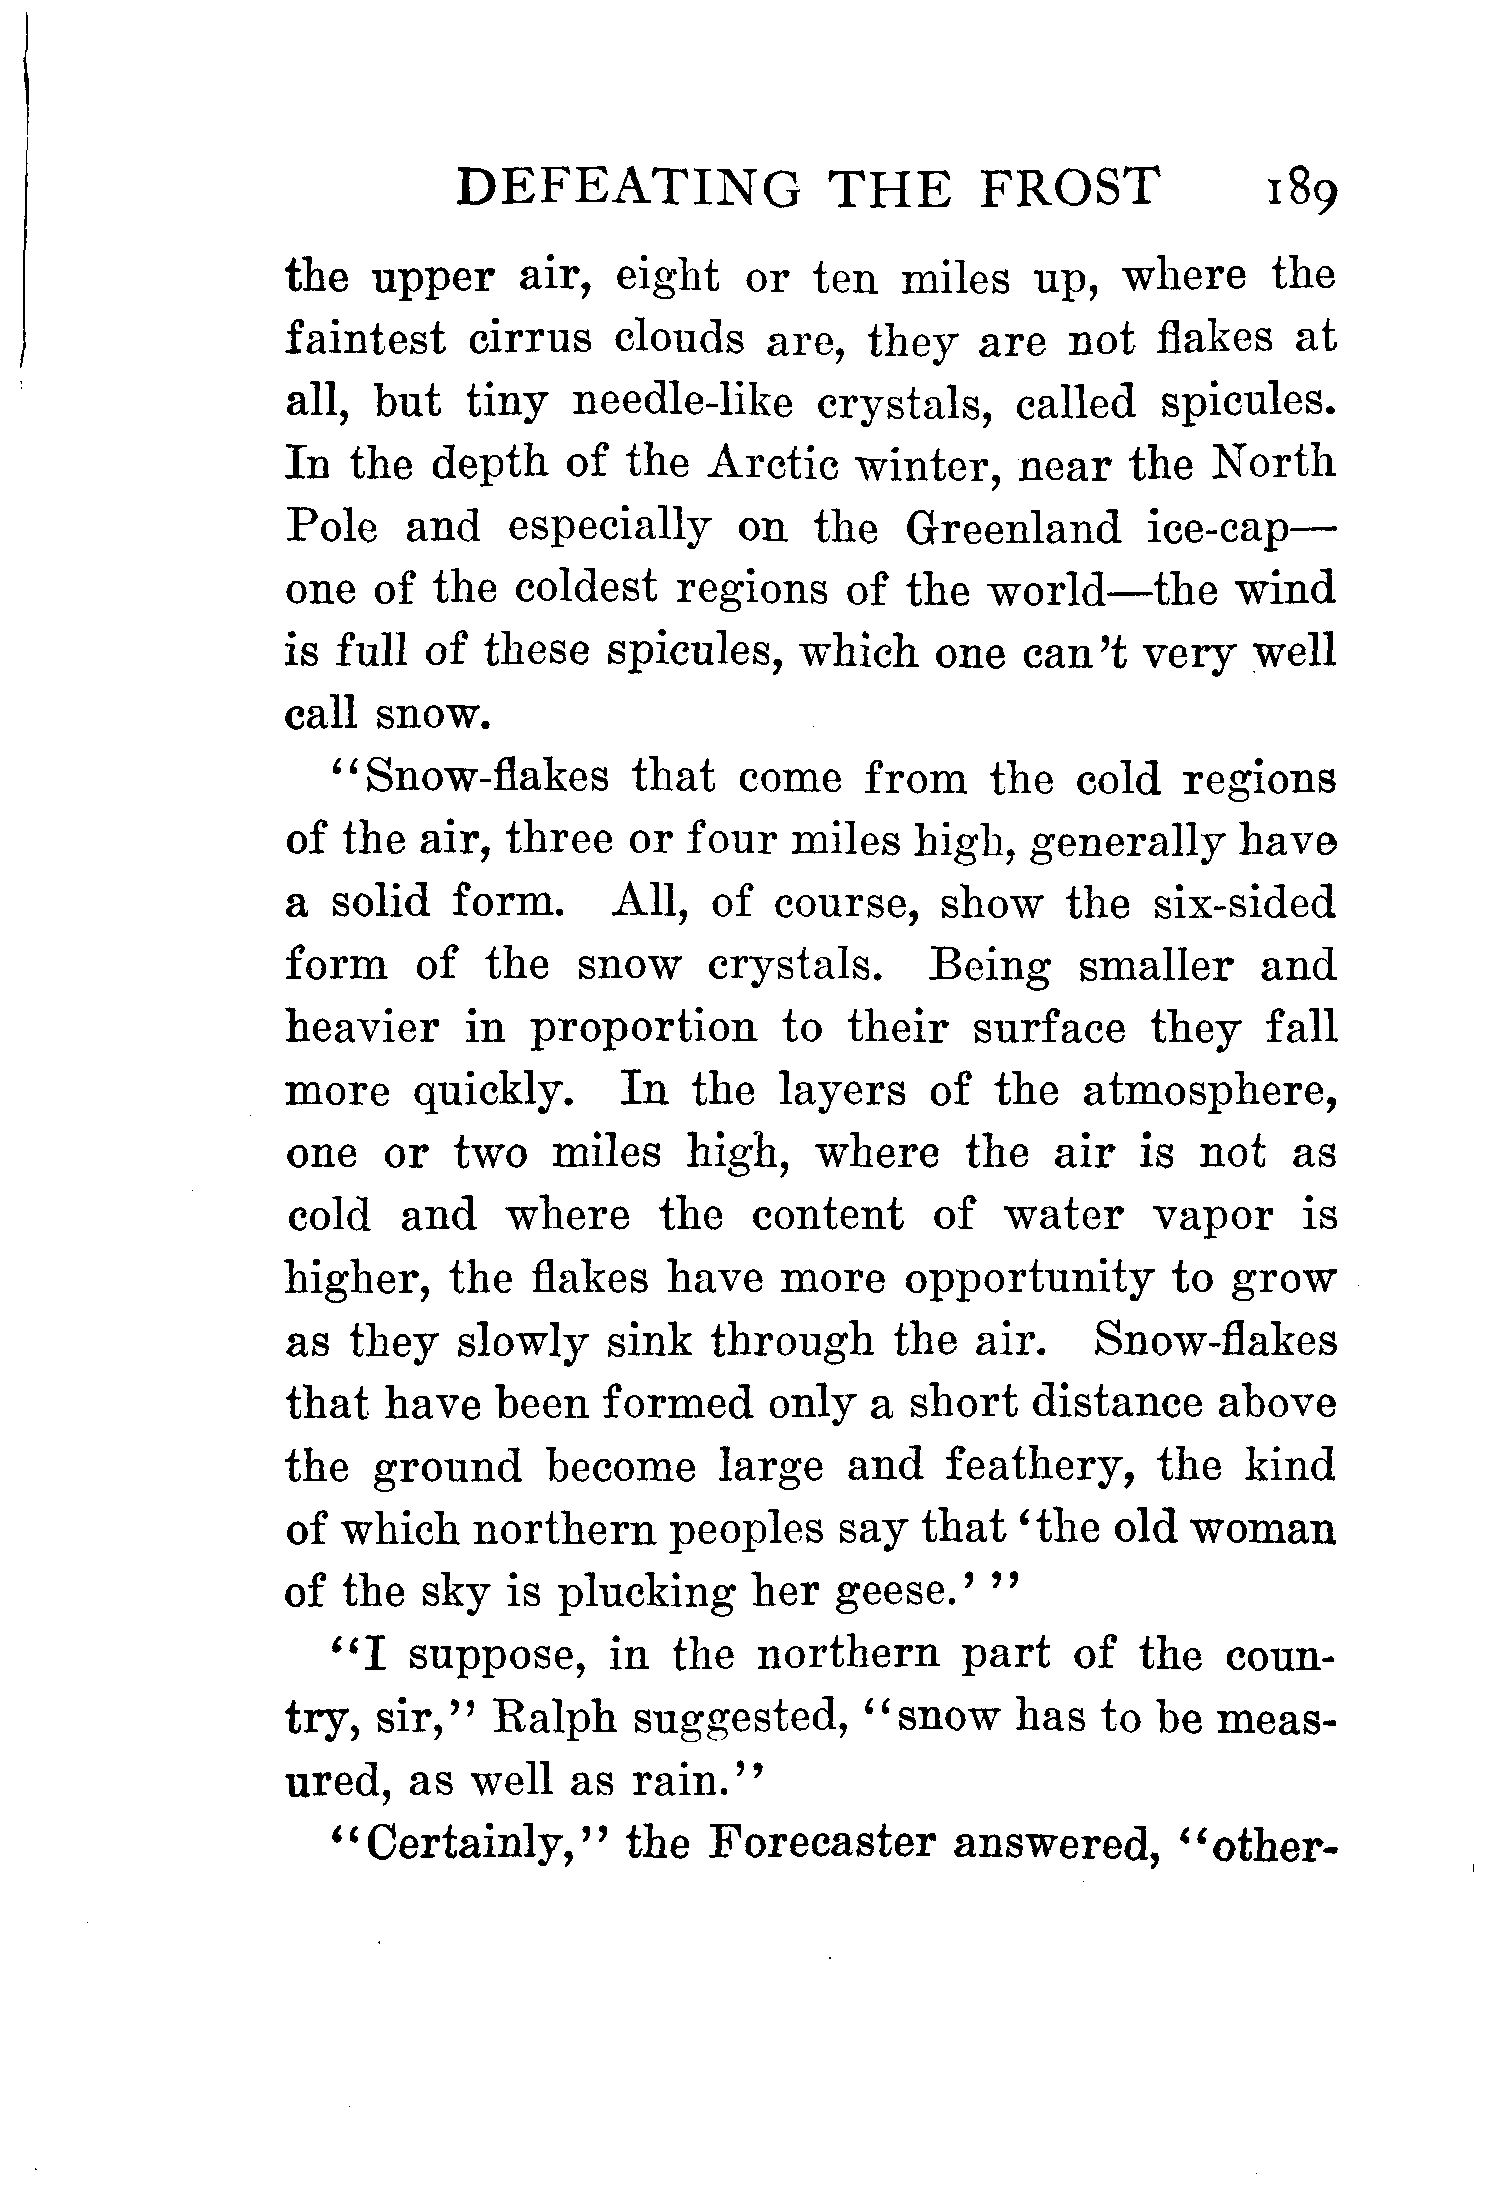 DEFEATING THE FROST 189
the upper air, eight or ten miles up, where the
faintest cirrus clouds are, they are not flakes at
all, but tiny needle-like crystals, called spicules.
In the depth of the Arctic winter, near the North
Pole and especially on the Greenland ice-cap—
one of the coldest regions of the world—the wind
is full of these spicules, which one can't very well
call snow.
"Snow-flakes that come from the cold regions
of the air, three or four miles high, generally have
a solid form. All, of course, show the six-sided
form of the snow crystals. Being smaller and
heavier in proportion to their surface they fall
more quickly. In the layers of the atmosphere,
one or two miles high, where the air is not as
cold and where the content of water vapor is
higher, the flakes have more opportunity to grow
as they slowly sink through the air. Snow-flakes
that have been formed only a short distance above
the ground become large and feathery, the kind
of which northern peoples say that 'the old woman
of the sky is plucking her geese.' "
"I suppose, in the northern part of the coun-
try, sir," Ralph suggested, "snow has to be meas-
ured, as well as rain."
"Certainly," the Forecaster answered, "other-